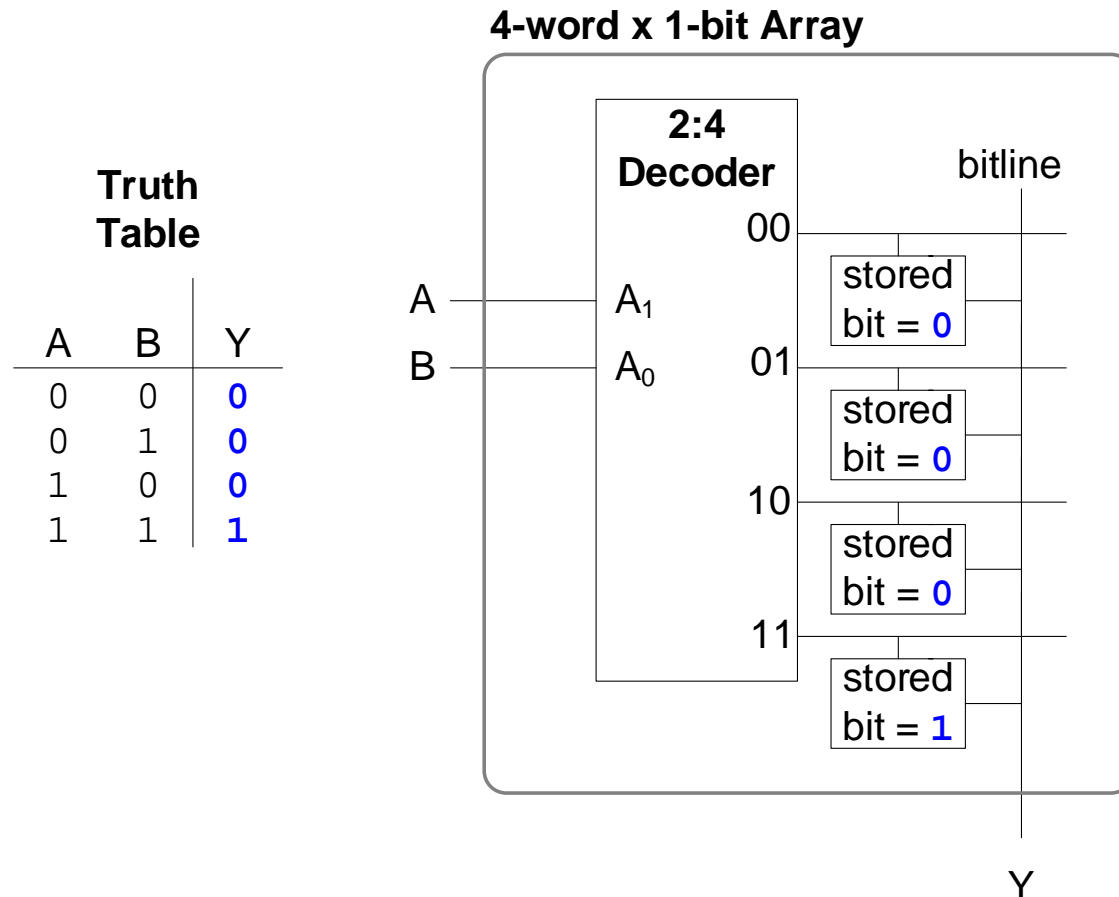 4-word x 1-bit Array
Truth
Table
A B Y
0 0 0
0 1 0
1 0 0
1 1 1
A
B
2:4
Decoder
A₁
A₀
bitline
00
stored
bit = 0
01
stored
bit = 0
10
stored
bit = 0
11
stored
bit = 1
Y